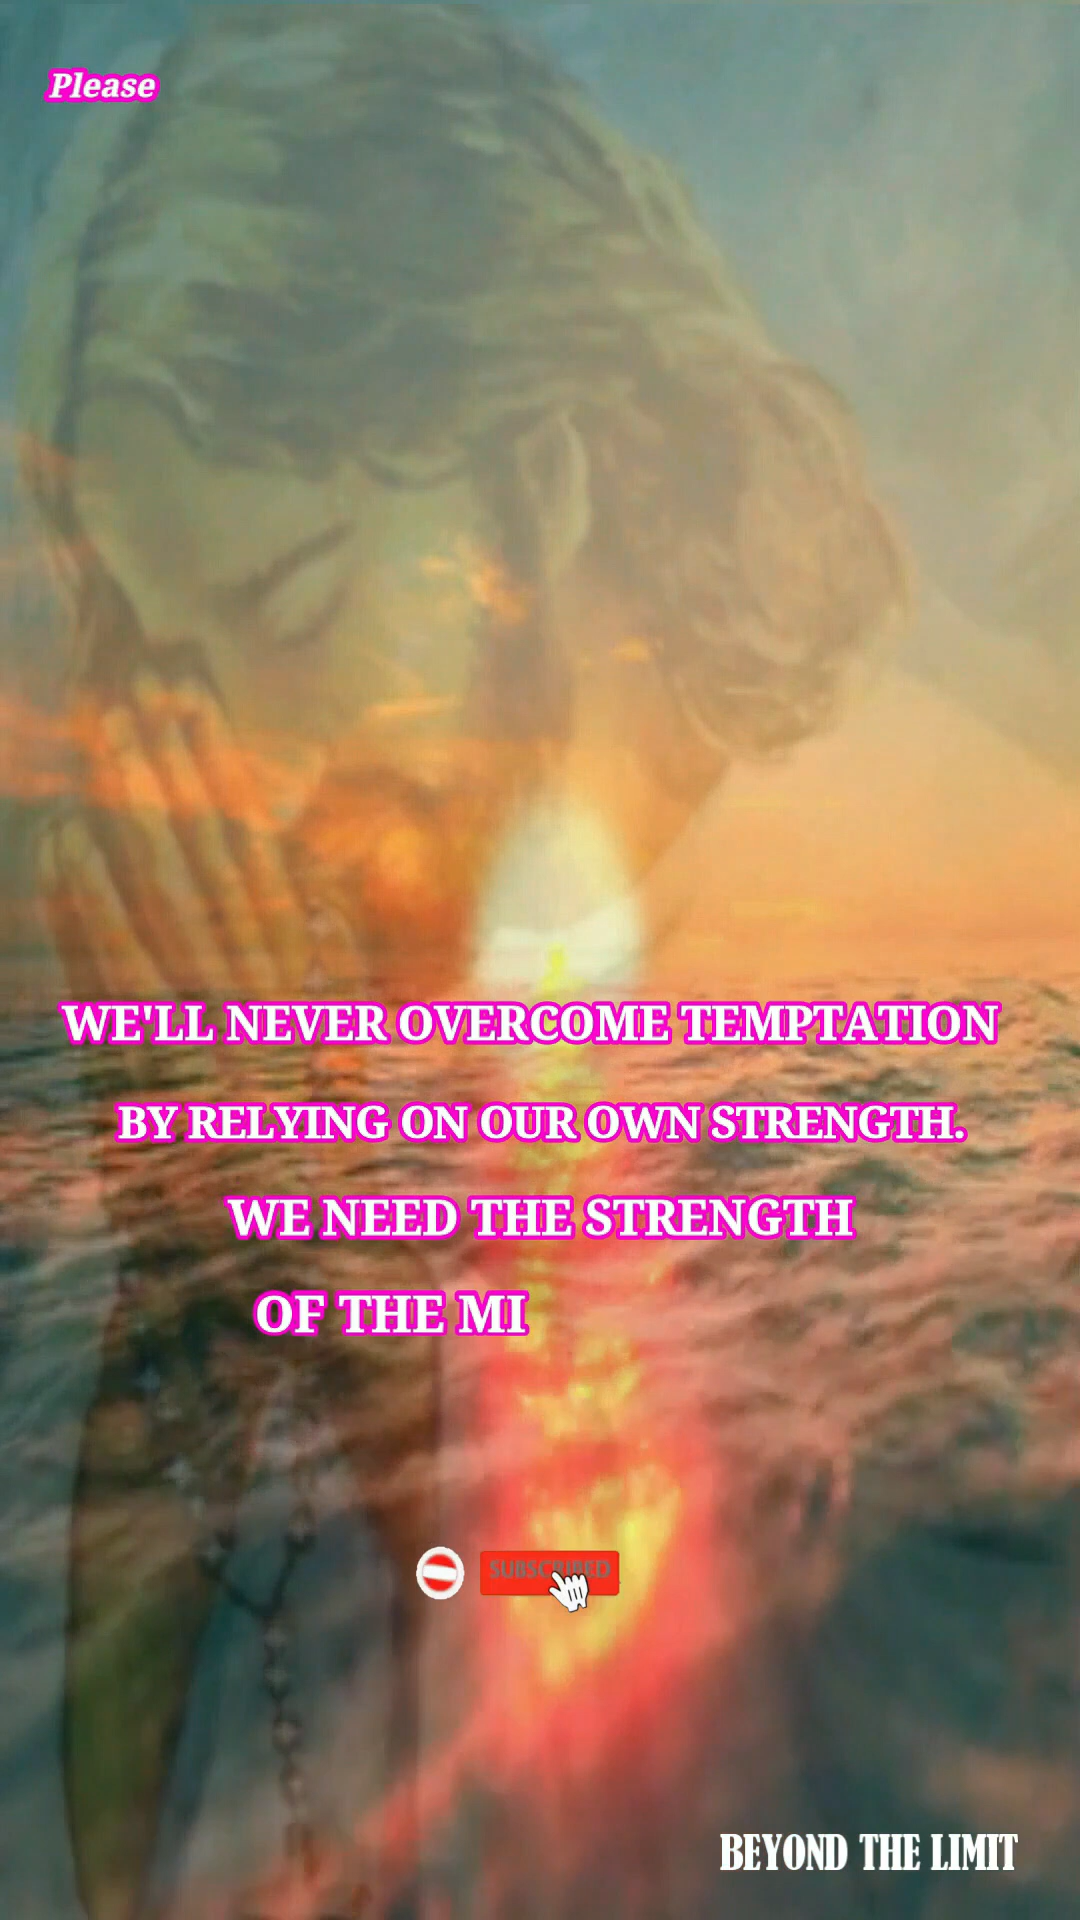 Please
WE'LL NEVER OVERCOME TEMPTATION
BY RELYING ON OUR OWN STRENGTH.
WE NEED THE STRENGTH
OF THE MI
SUBSCRIBED
BEYOND THE LIMIT